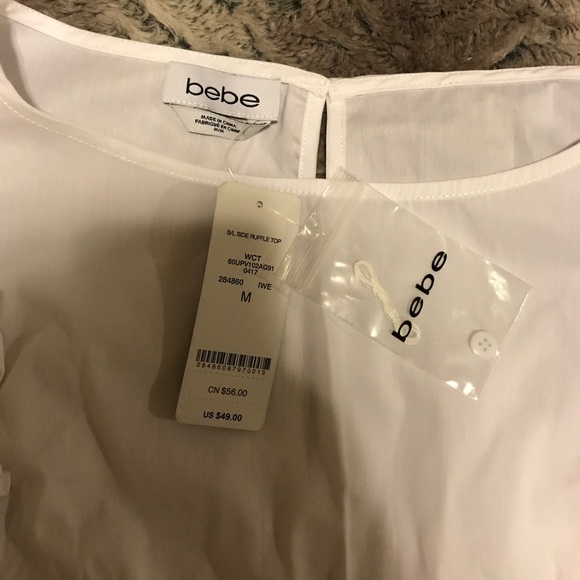 bebe
MADE IN CHINA
FABRIQUÉ EN CHINE
S/L SIDE RUFFLE TOP
WCT
60UPV102AG91
0417
284860 IWE
M
28486087970015
CN $56.00
US $49.00
bebe